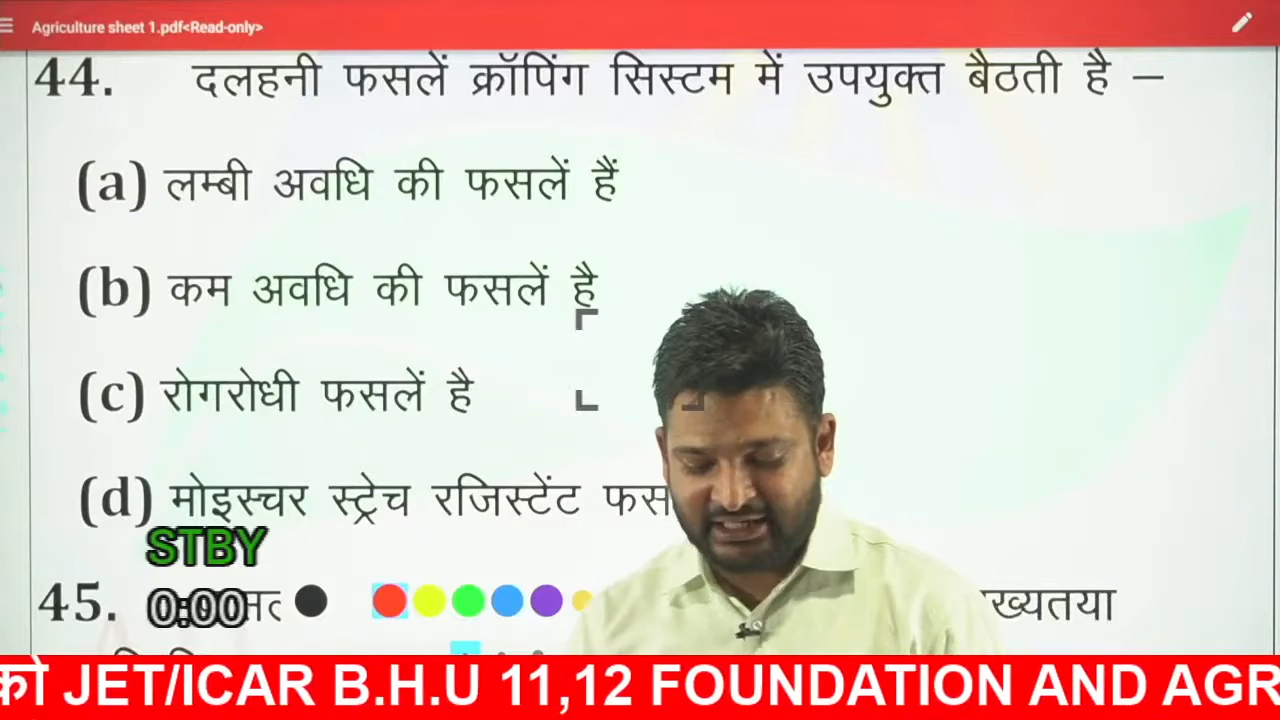 Agriculture sheet 1.pdf<Read-only>
44. दलहनी फसलें क्रॉपिंग सिस्टम में उपयुक्त बैठती है –
(a) लम्बी अवधि की फसलें हैं
(b) कम अवधि की फसलें है
(c) रोगरोधी फसलें है
(d) मोइस्चर स्ट्रेच रजिस्टेंट
STBY
45.
0:00
को JET/ICAR B.H.U 11,12 FOUNDATION AND AGR